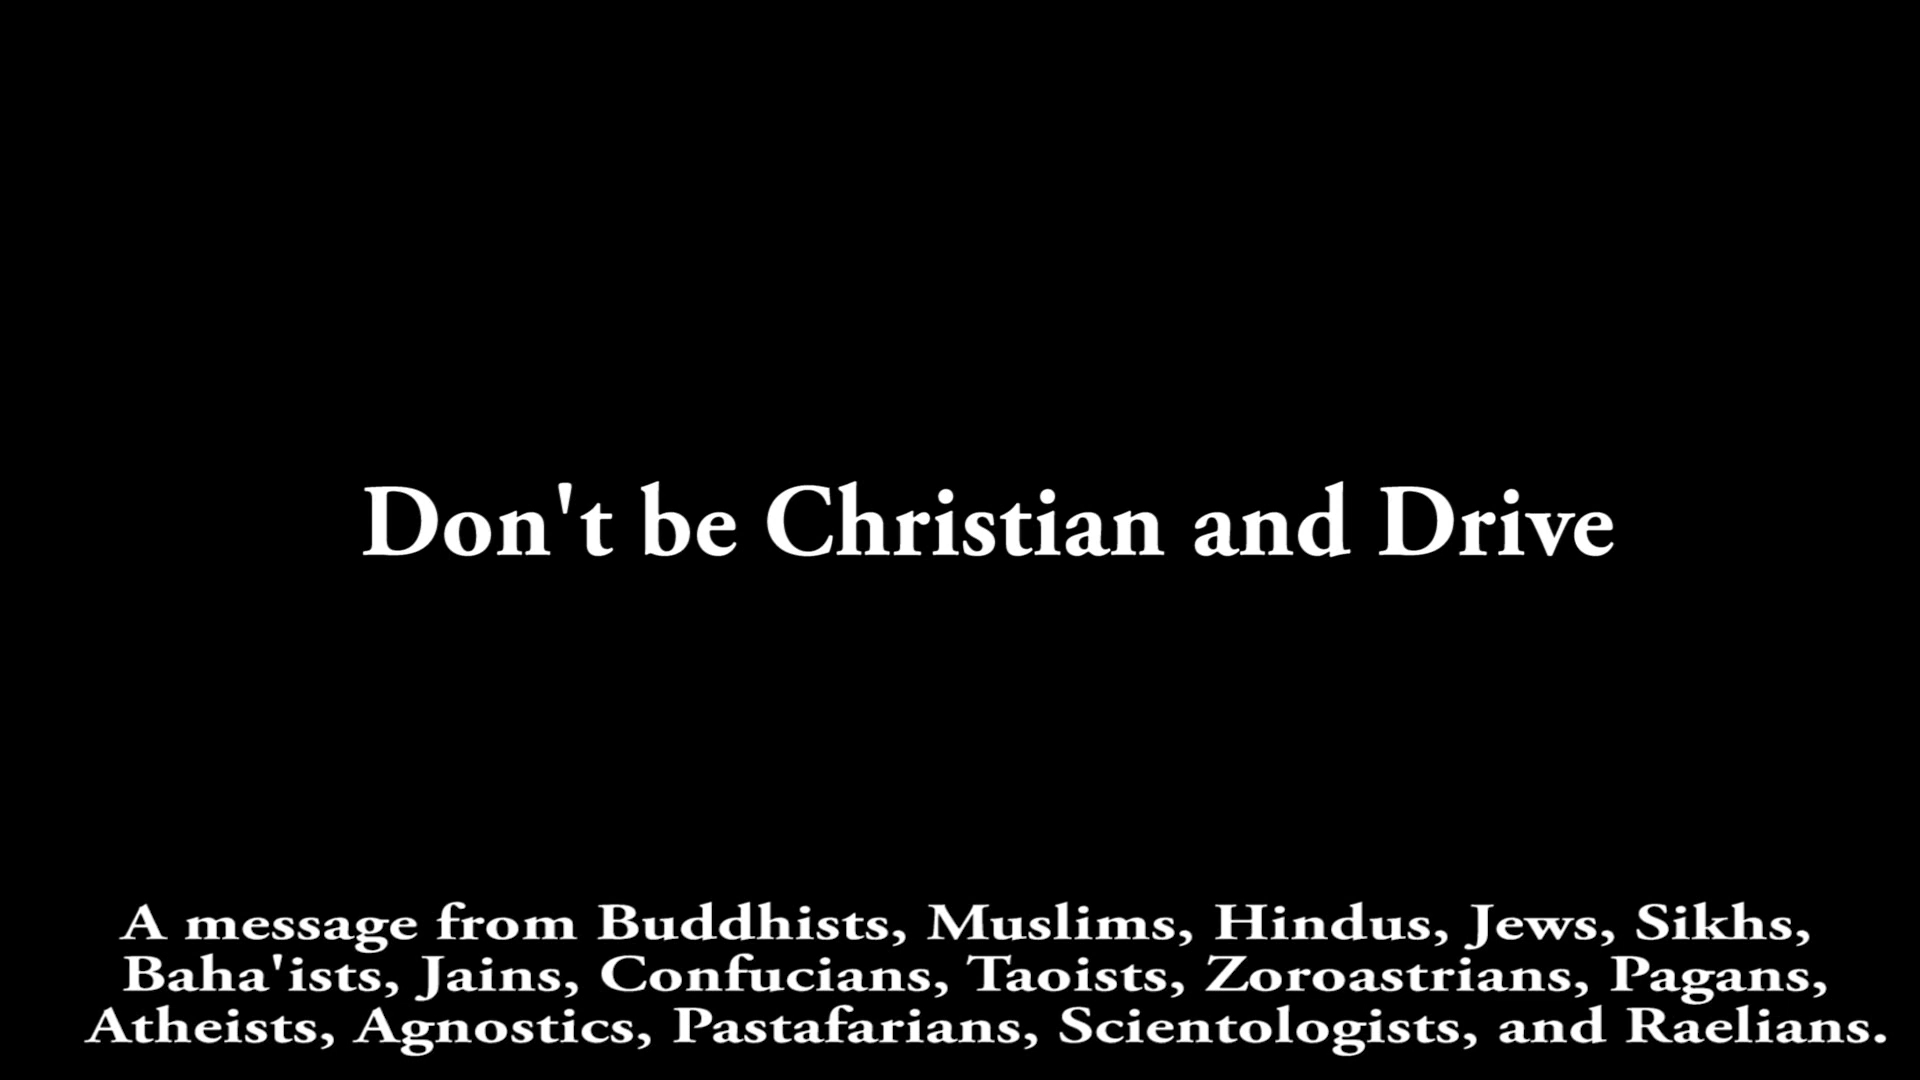 Don't be Christian and Drive
A message from Buddhists, Muslims, Hindus, Jews, Sikhs,
Baha'ists, Jains, Confucians, Taoists, Zoroastrians, Pagans,
Atheists, Agnostics, Pastafarians, Scientologists, and Raelians.